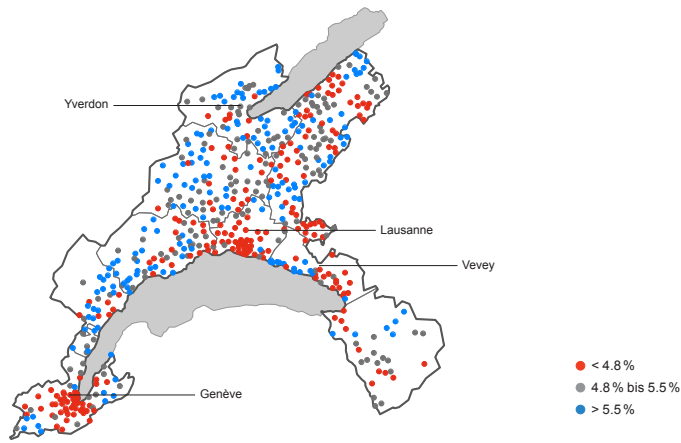 Yverdon
Lausanne
Vevey
Genève
< 4.8 %
4.8 % bis 5.5 %
> 5.5 %